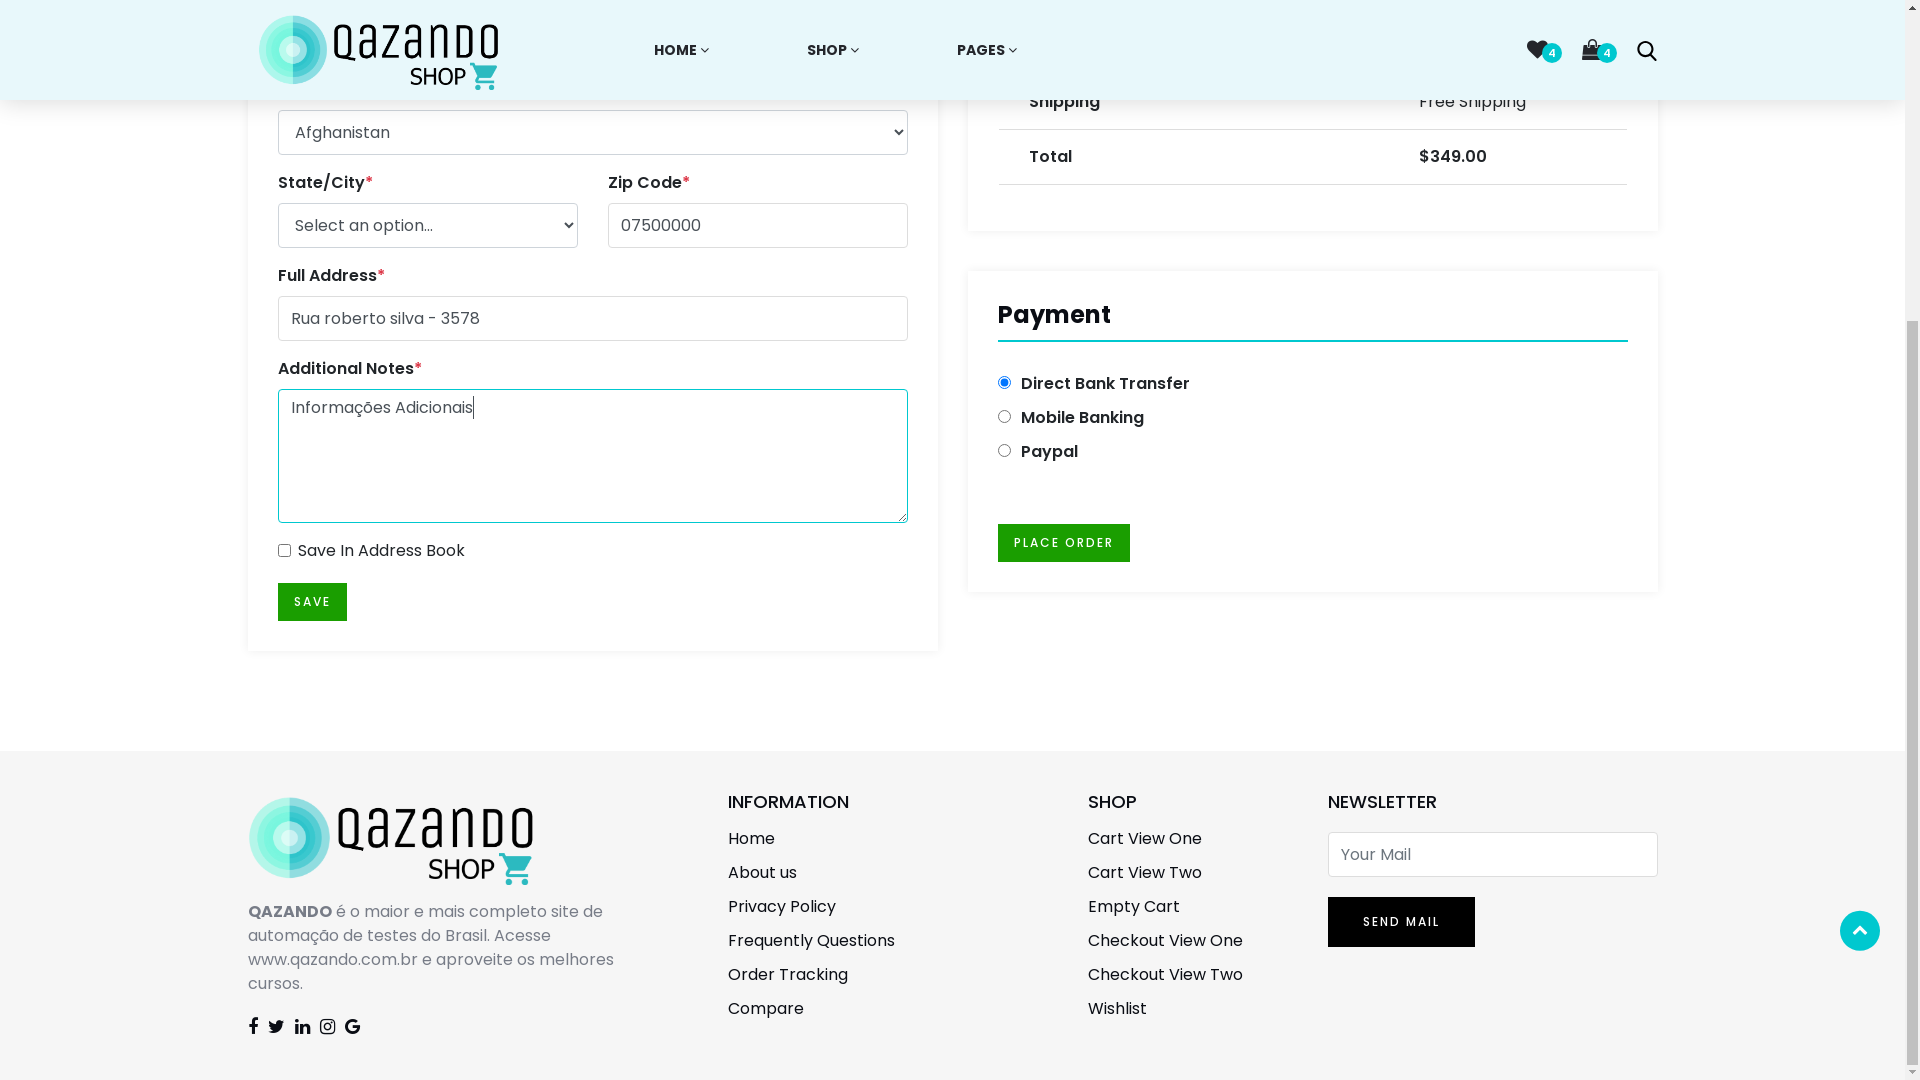 QAZANDO
SHOP
HOME
SHOP
PAGES
4
4
Afghanistan
State/City*
Zip Code*
Select an option...
07500000
Full Address*
Rua roberto silva - 3578
Additional Notes*
Informações Adicionais
Save In Address Book
SAVE
Shipping
Free Shipping
Total
$349.00
Payment
Direct Bank Transfer
Mobile Banking
Paypal
PLACE ORDER
QAZANDO
SHOP
QAZANDO é o maior e mais completo site de
automação de testes do Brasil. Acesse
www.qazando.com.br e aproveite os melhores
cursos.
INFORMATION
Home
About us
Privacy Policy
Frequently Questions
Order Tracking
Compare
SHOP
Cart View One
Cart View Two
Empty Cart
Checkout View One
Checkout View Two
Wishlist
NEWSLETTER
Your Mail
SEND MAIL